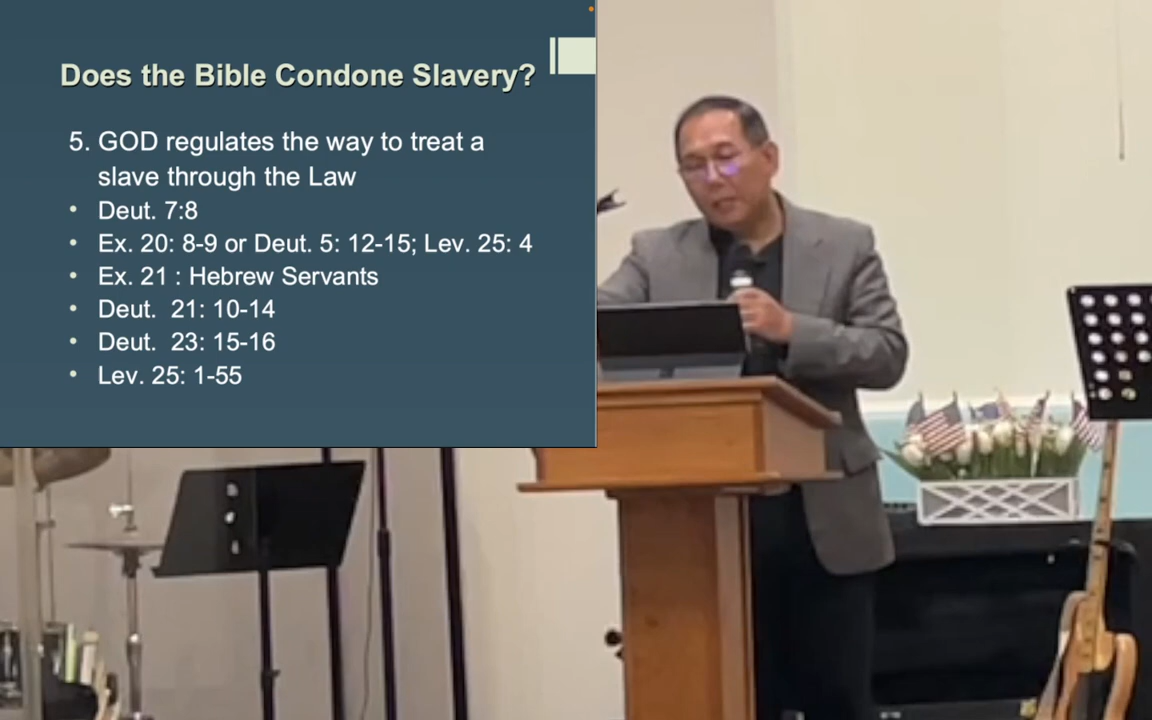 Does the Bible Condone Slavery?
5. GOD regulates the way to treat a
slave through the Law
• Deut. 7:8
• Ex. 20: 8-9 or Deut. 5: 12-15; Lev. 25: 4
• Ex. 21 : Hebrew Servants
• Deut.  21: 10-14
• Deut.  23: 15-16
• Lev. 25: 1-55